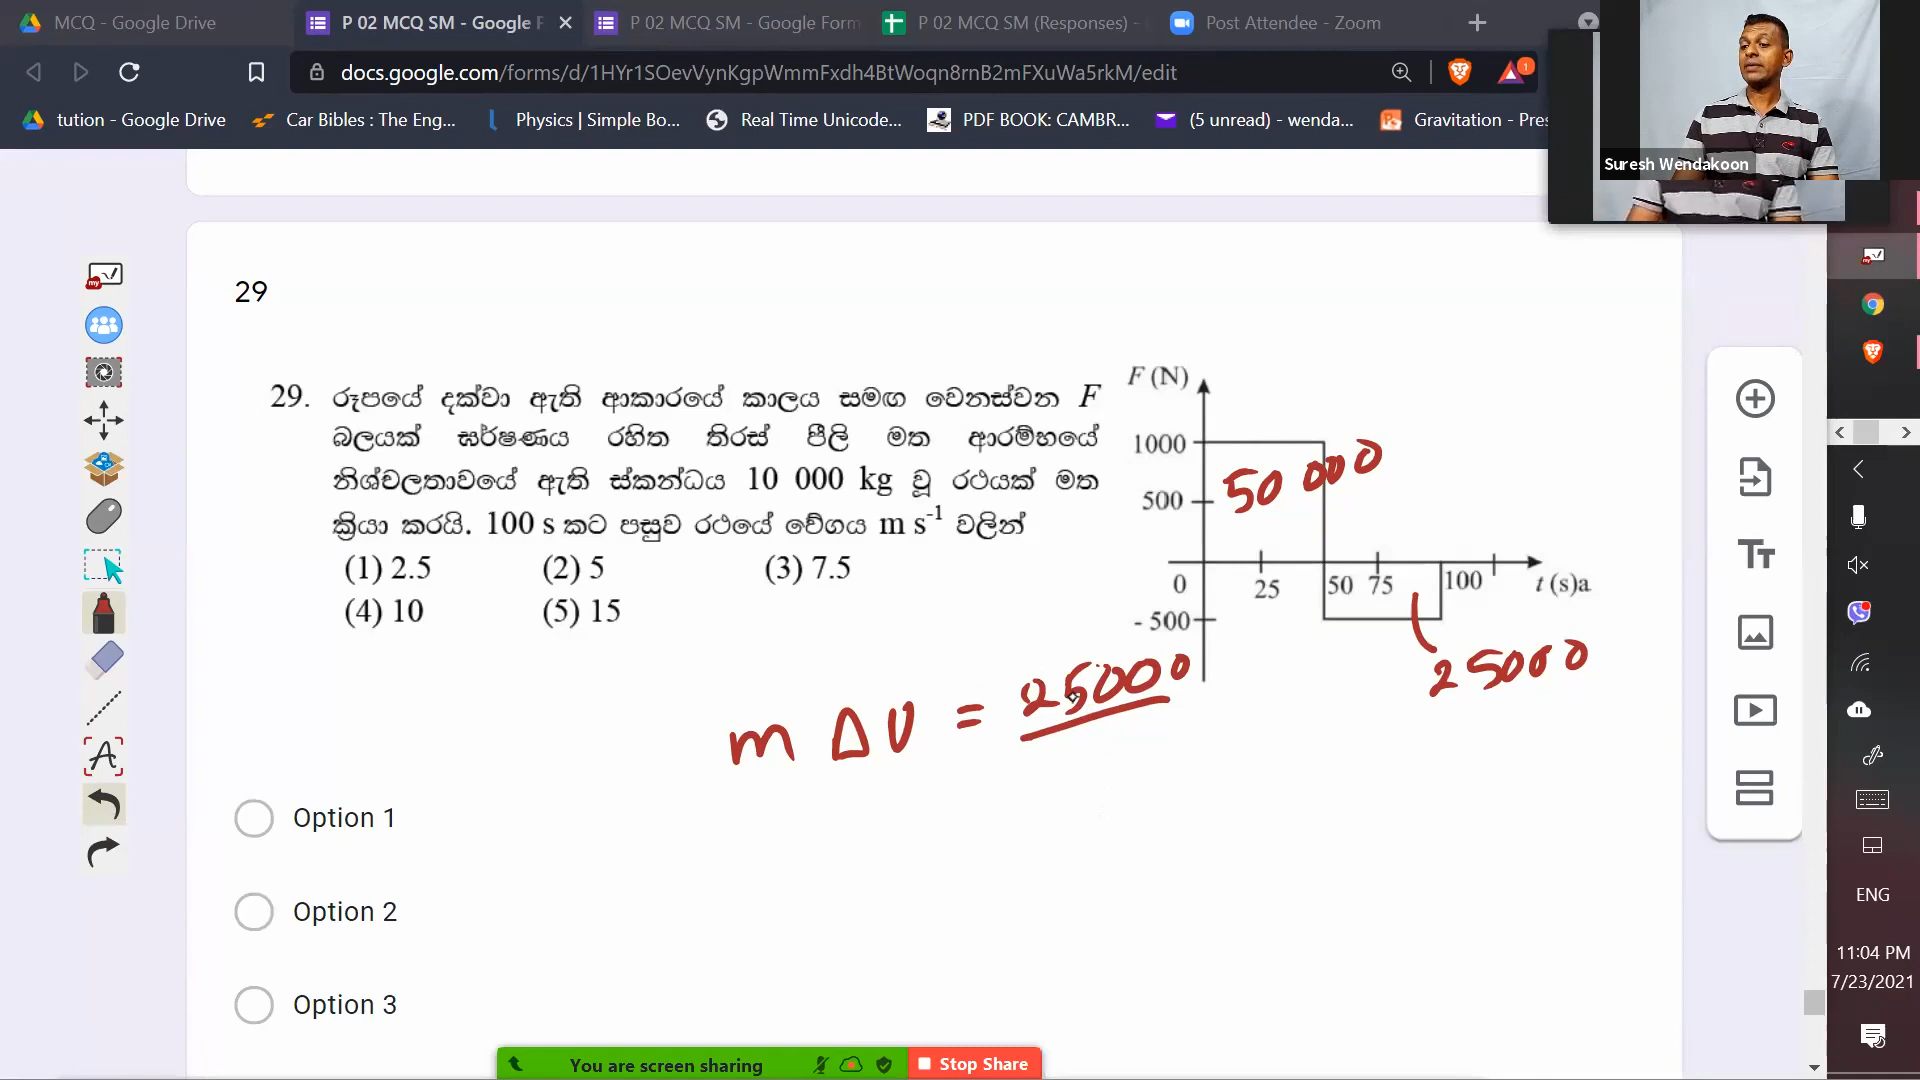 MCQ - Google Drive
P 02 MCQ SM - Google F
P 02 MCQ SM - Google Form
P 02 MCQ SM (Responses) -
Post Attendee - Zoom
docs.google.com/forms/d/1HYr1SOevVynKgpWmmFxdh4BtWoqn8rnB2mFXuWa5rkM/edit
1
tution - Google Drive
Car Bibles : The Eng...
Physics | Simple Bo...
Real Time Unicode...
PDF BOOK: CAMBR...
(5 unread) - wenda...
Gravitation - Pres
Suresh Wendakoon
29
29. රූපයේ දක්වා ඇති ආකාරයේ කාලය සමඟ වෙනස්වන F
බලයක් ඝර්ෂණය රහිත තිරස් පීලි මත ආරම්භයේ
නිශ්චලතාවයේ ඇති ස්කන්ධය 10 000 kg වූ රථයක් මත
ක්‍රියා කරයි. 100 s කට පසුව රථයේ වේගය m s⁻¹ වලින්
(1) 2.5 (2) 5 (3) 7.5
(4) 10 (5) 15
F (N)
1000
500
0
- 500
25
50
75
100
t (s)a
50 000
25000
m Δ v = 25000
Option 1
Option 2
Option 3
You are screen sharing
Stop Share
ENG
11:04 PM
7/23/2021